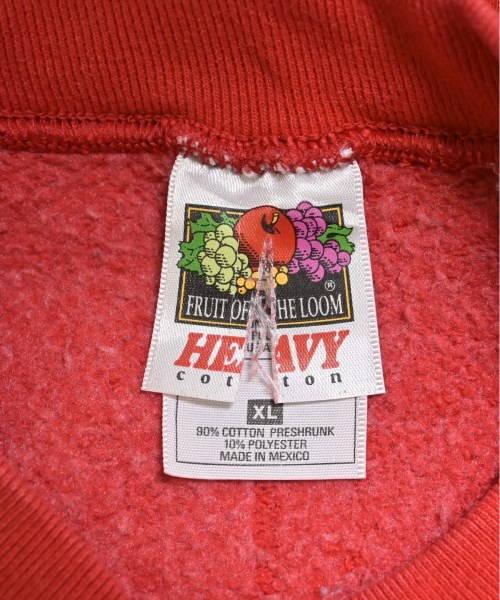 FRUIT OF THE LOOM
®
HEAVY
cotton
XL
90% COTTON PRESHRUNK
10% POLYESTER
MADE IN MEXICO